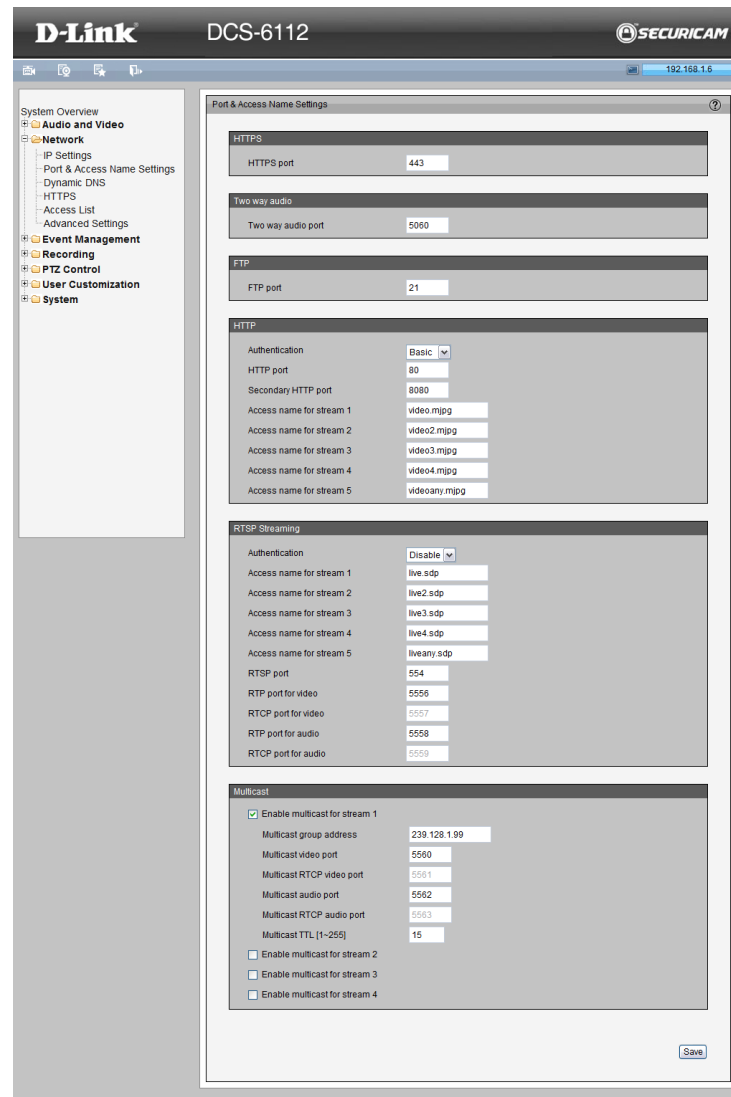 D-Link
DCS-6112
SECURICAM
192.168.1.6
System Overview
Audio and Video
Network
IP Settings
Port & Access Name Settings
Dynamic DNS
HTTPS
Access List
Advanced Settings
Event Management
Recording
PTZ Control
User Customization
System
Port & Access Name Settings
?
HTTPS
HTTPS port 443
Two way audio
Two way audio port 5060
FTP
FTP port 21
HTTP
Authentication Basic
HTTP port 80
Secondary HTTP port 8080
Access name for stream 1 video.mjpg
Access name for stream 2 video2.mjpg
Access name for stream 3 video3.mjpg
Access name for stream 4 video4.mjpg
Access name for stream 5 videoany.mjpg
RTSP Streaming
Authentication Disable
Access name for stream 1 live.sdp
Access name for stream 2 live2.sdp
Access name for stream 3 live3.sdp
Access name for stream 4 live4.sdp
Access name for stream 5 liveany.sdp
RTSP port 554
RTP port for video 5556
RTCP port for video 5557
RTP port for audio 5558
RTCP port for audio 5559
Multicast
Enable multicast for stream 1
Multicast group address 239.128.1.99
Multicast video port 5560
Multicast RTCP video port 5561
Multicast audio port 5562
Multicast RTCP audio port 5563
Multicast TTL [1~255] 15
Enable multicast for stream 2
Enable multicast for stream 3
Enable multicast for stream 4
Save